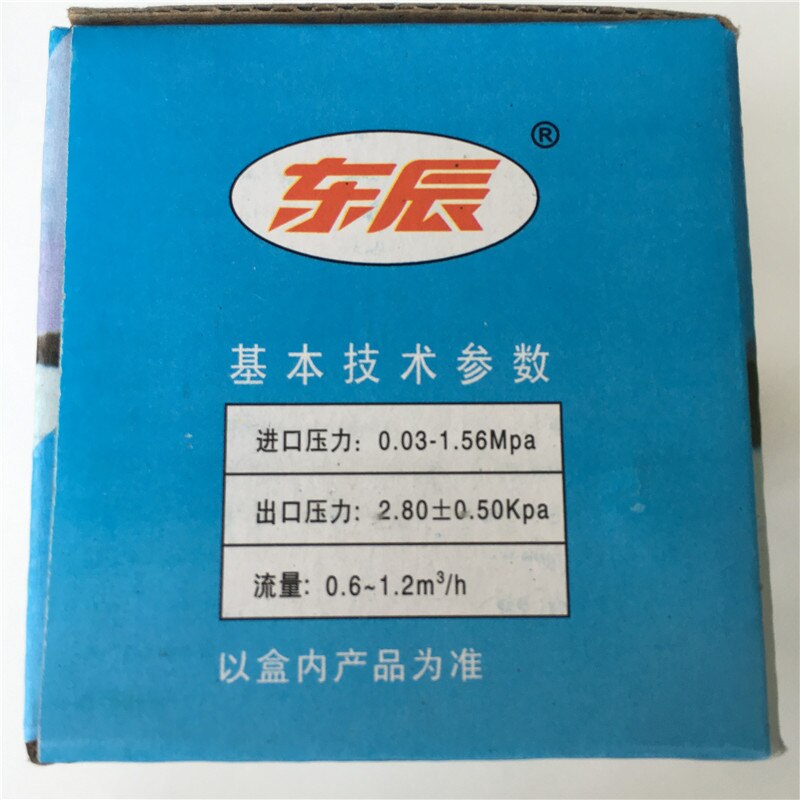 东辰®
基本技术参数
进口压力: 0.03-1.56Mpa
出口压力: 2.80±0.50Kpa
流量: 0.6~1.2m³/h
以盒内产品为准